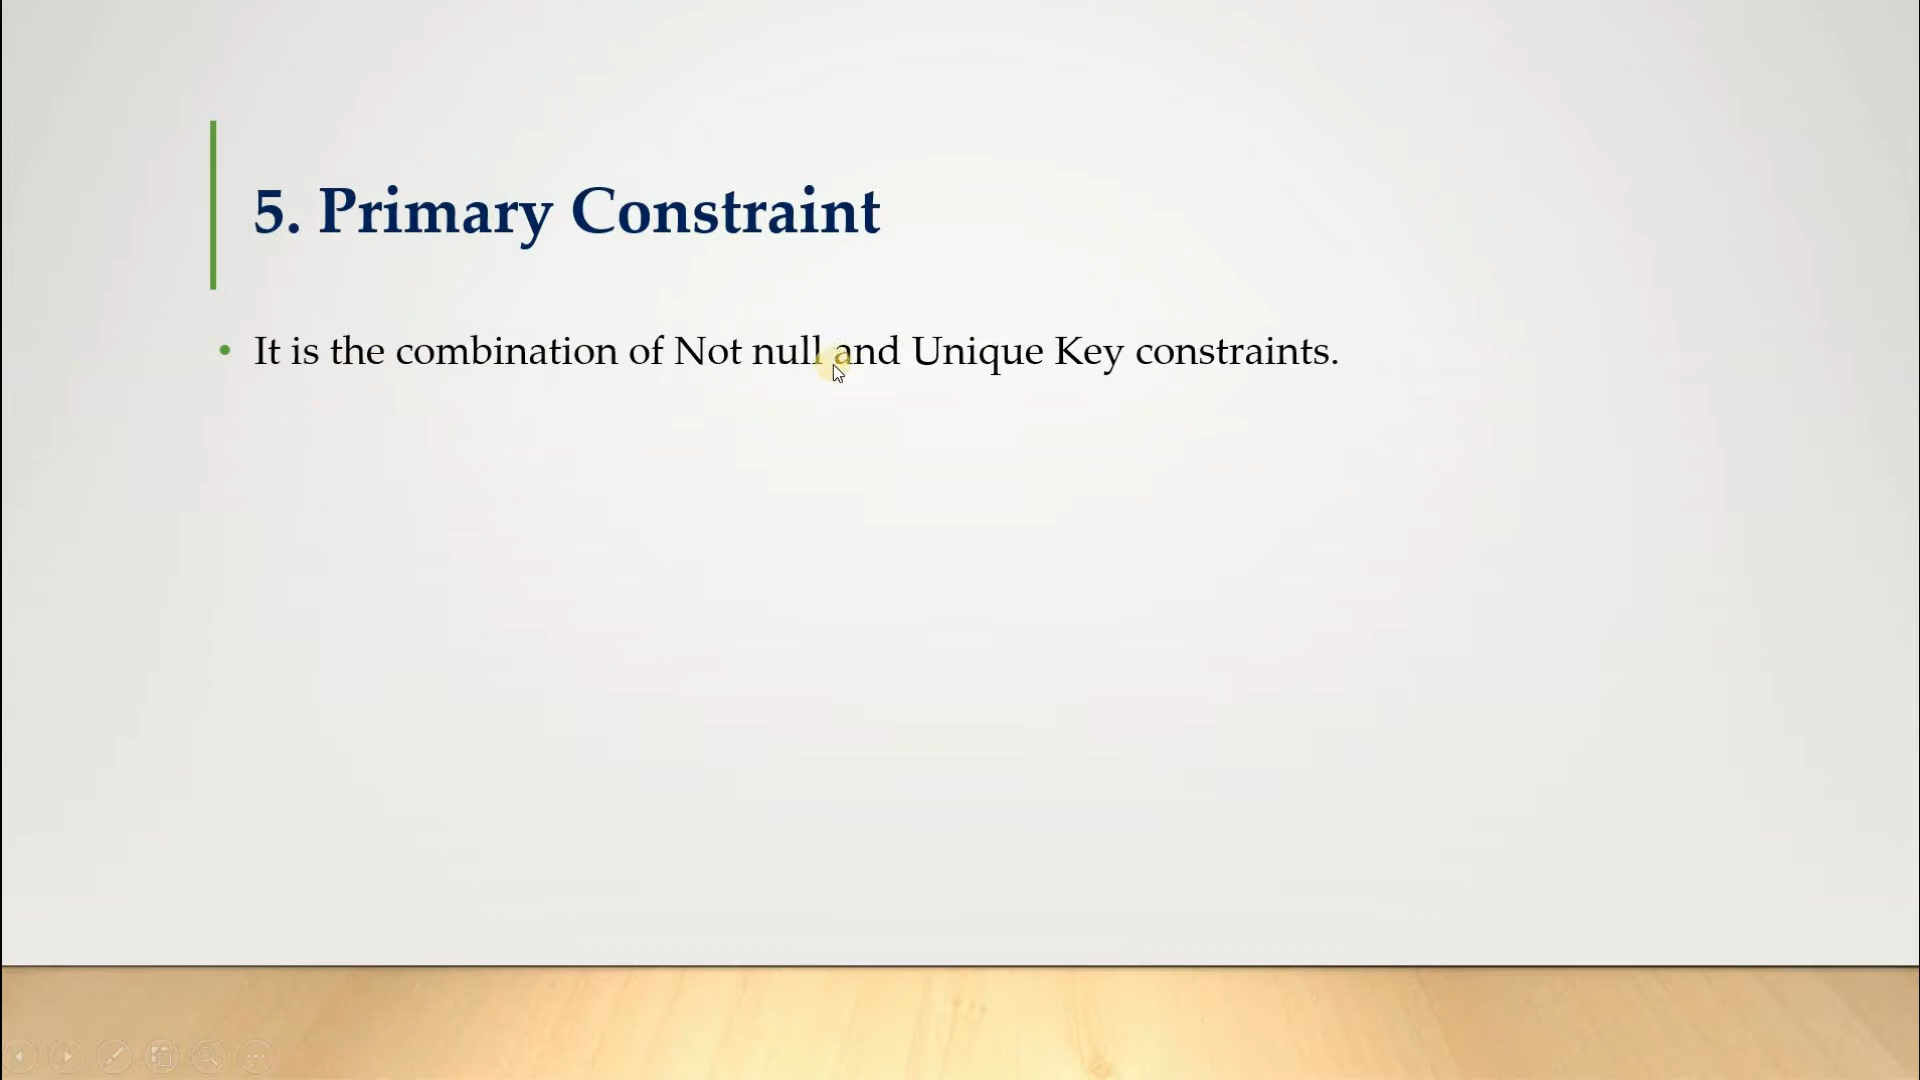 5. Primary Constraint
• It is the combination of Not null and Unique Key constraints.